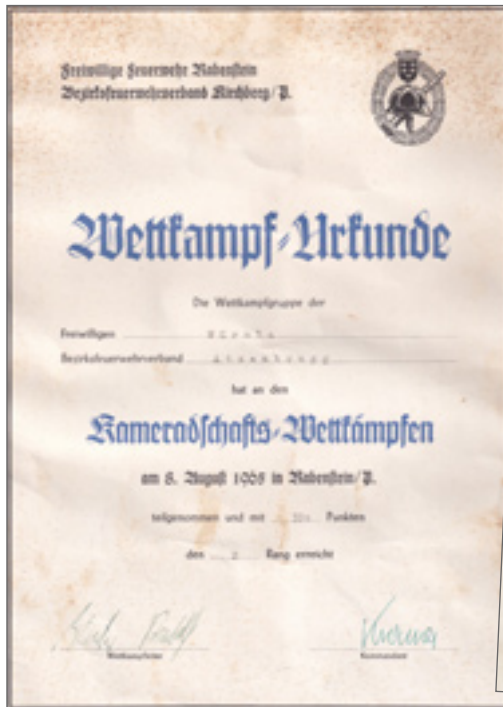 Freiwillige Feuerwehr Rabenstein
Bezirksfeuerwehrverband Kirchberg/P.
Wettkampf-Urkunde
Die Wettkampfgruppe der
Freiwilligen
Bezirksfeuerwehrverband
hat an den
Kameradschafts-Wettkämpfen
am 8. August 1968 in Rabenstein/P.
teilgenommen und mit Punkten
den Rang erreicht
Wettkampfleiter
Kommandant